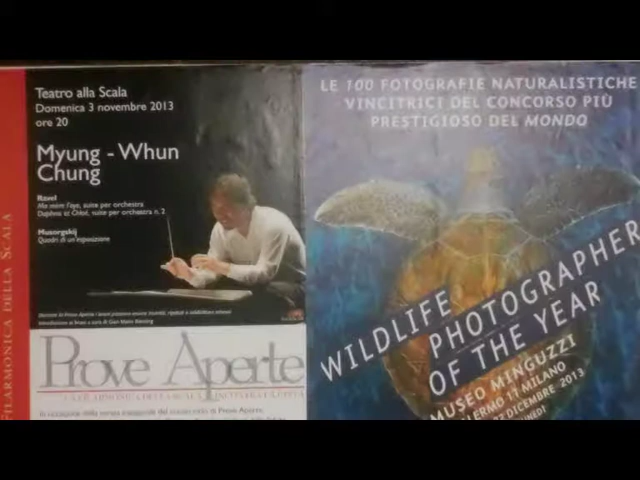 FILARMONICA DELLA SCALA
Teatro alla Scala
Domenica 3 novembre 2013
ore 20
Myung - Whun
Chung
Ravel
Ma mère l'oye, suite per orchestra
Daphnis et Chloé, suite per orchestra n. 2
Musorgskij
Quadri di un'esposizione
Prove Aperte
LE 100 FOTOGRAFIE NATURALISTICHE
VINCITRICI DEL CONCORSO PIÙ
PRESTIGIOSO DEL MONDO
WILDLIFE
PHOTOGRAPHER
OF THE YEAR
MUSEO MINGUZZI
LERMO 11 MILANO
22 DICEMBRE 2013